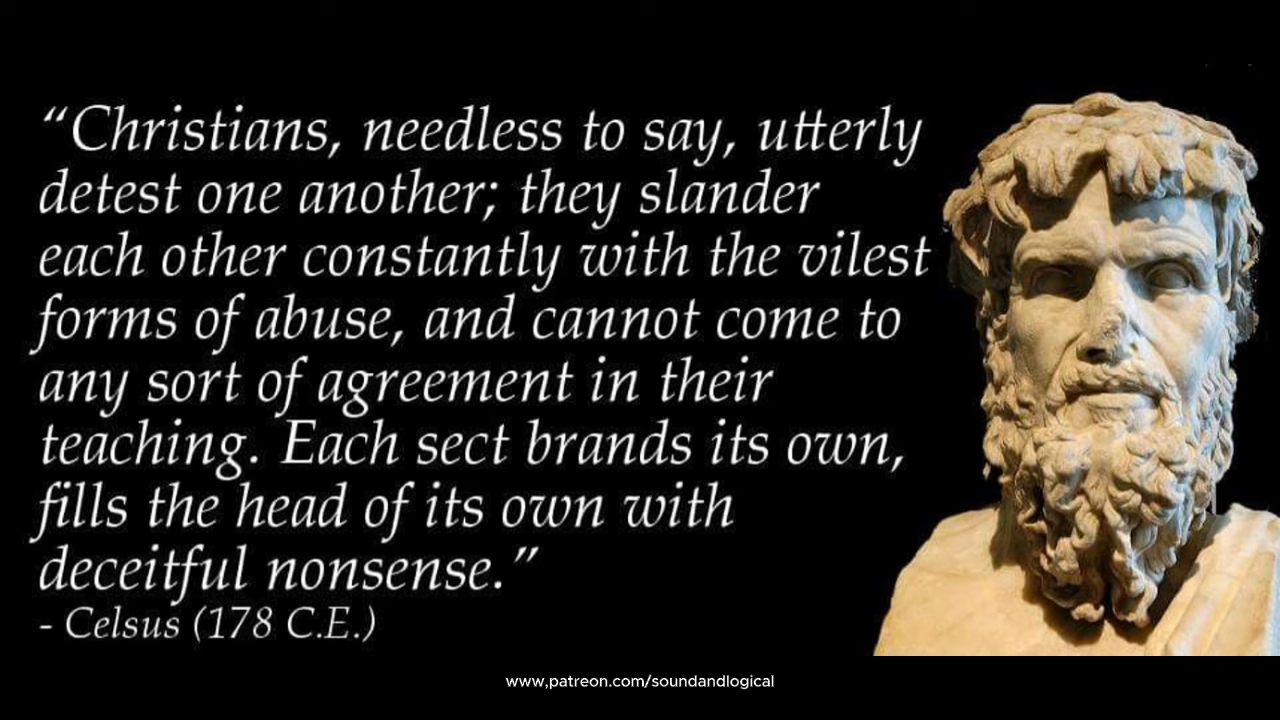 “Christians, needless to say, utterly
detest one another; they slander
each other constantly with the vilest
forms of abuse, and cannot come to
any sort of agreement in their
teaching. Each sect brands its own,
fills the head of its own with
deceitful nonsense.”
- Celsus (178 C.E.)
www,patreon.com/soundandlogical